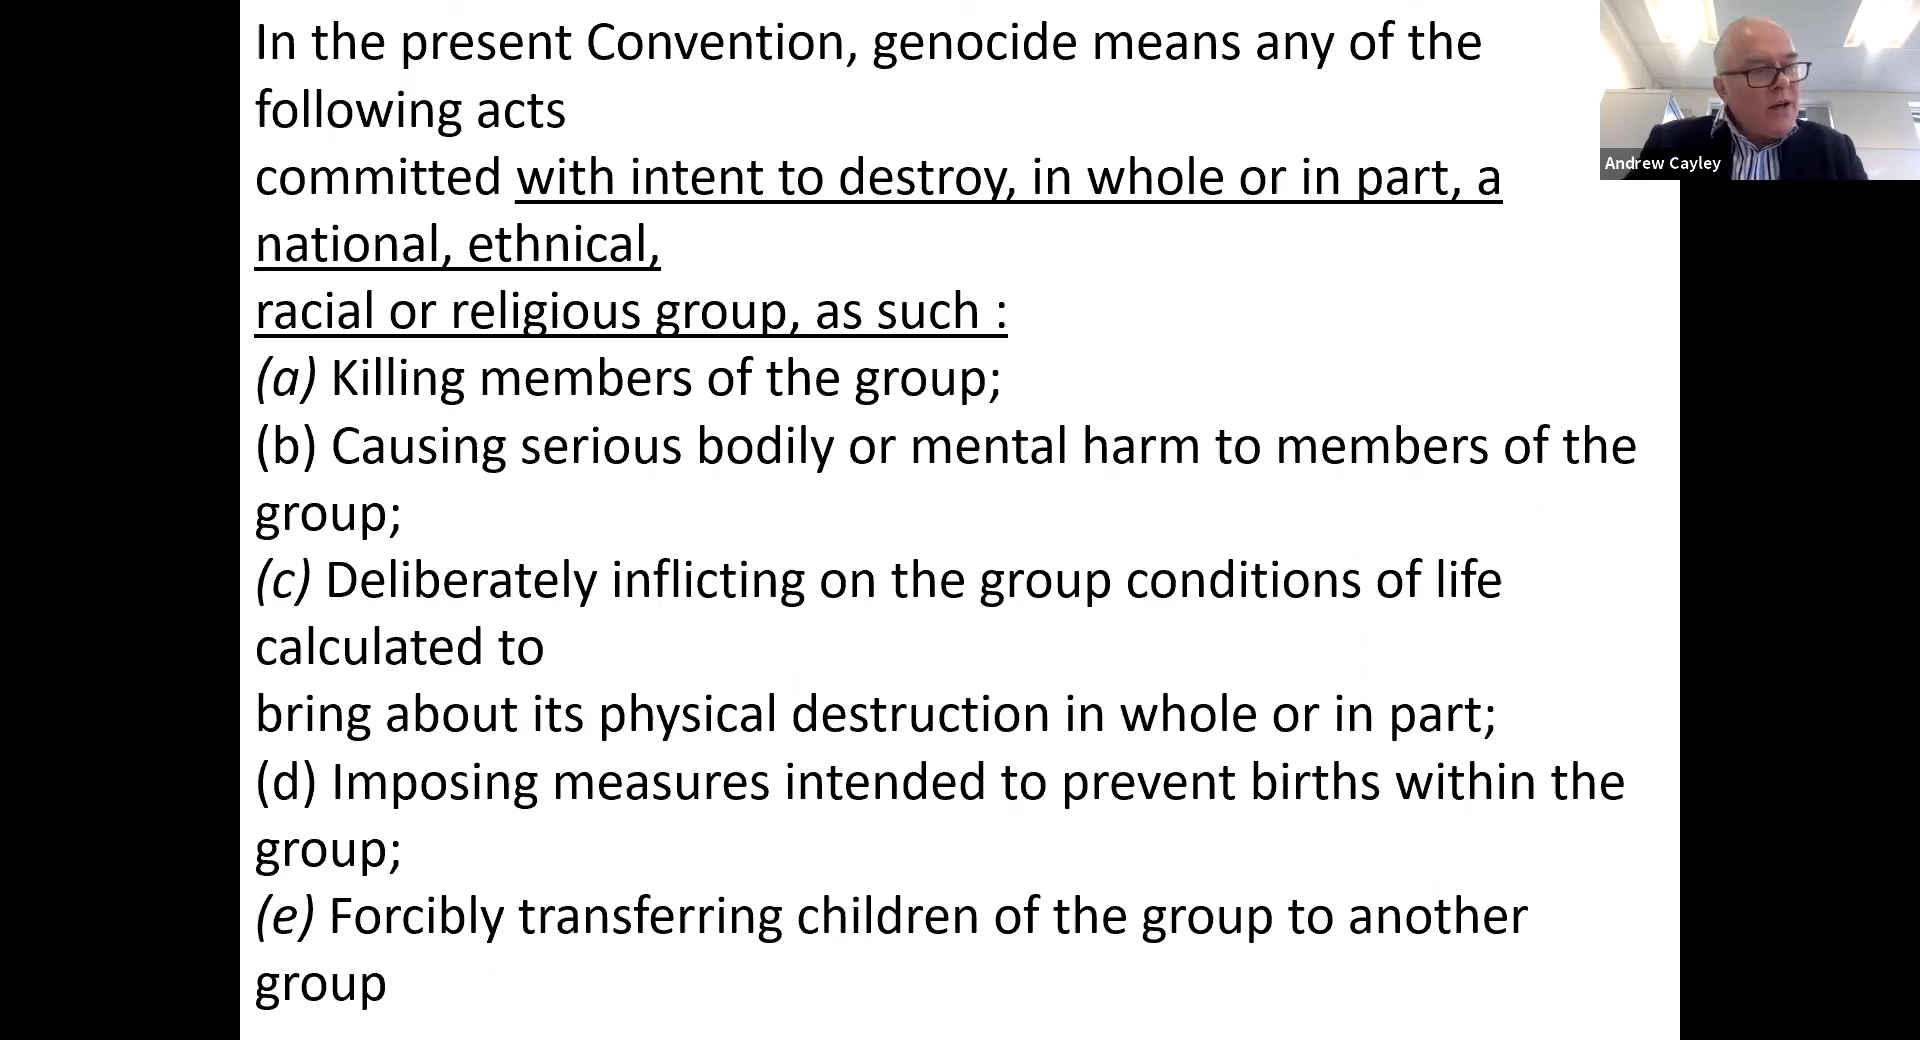 In the present Convention, genocide means any of the
following acts
committed with intent to destroy, in whole or in part, a
national, ethnical,
racial or religious group, as such :
(a) Killing members of the group;
(b) Causing serious bodily or mental harm to members of the
group;
(c) Deliberately inflicting on the group conditions of life
calculated to
bring about its physical destruction in whole or in part;
(d) Imposing measures intended to prevent births within the
group;
(e) Forcibly transferring children of the group to another
group
Andrew Cayley